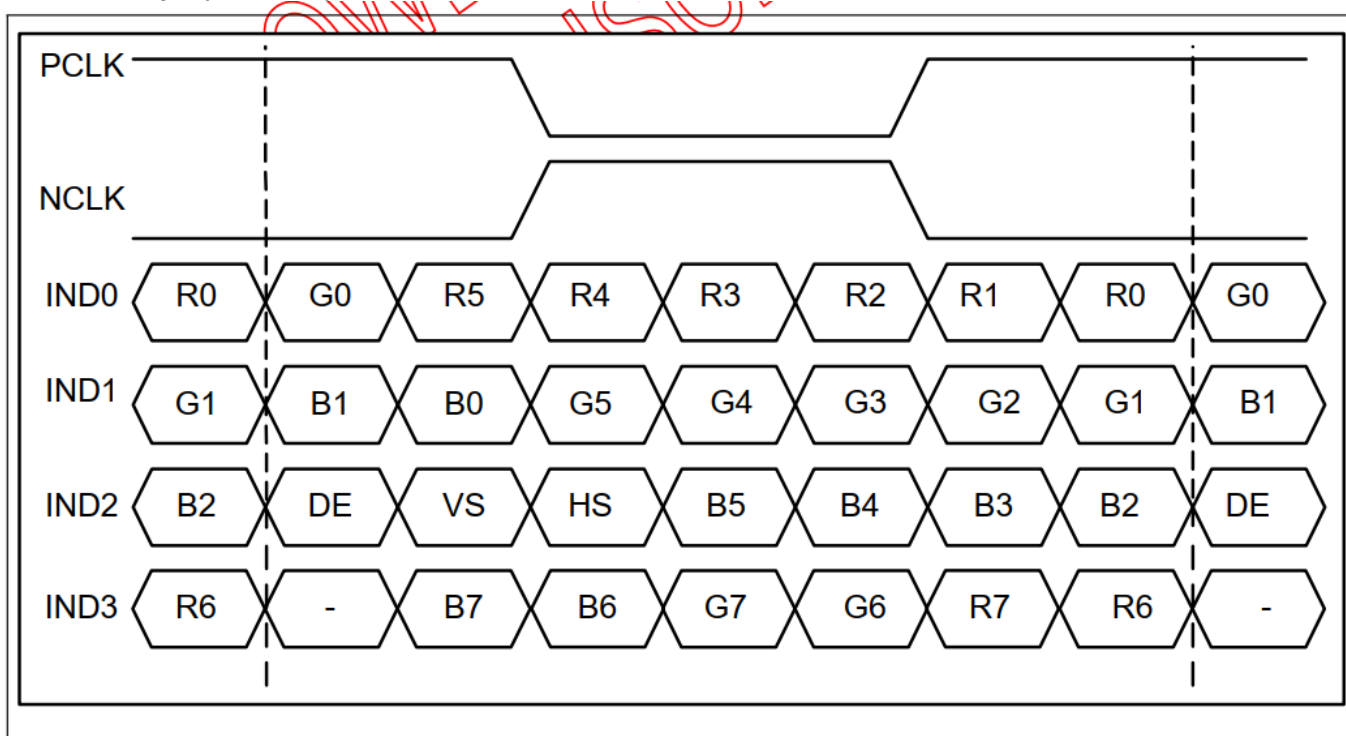 PCLK
NCLK
IND0 R0 G0 R5 R4 R3 R2 R1 R0 G0
IND1 G1 B1 B0 G5 G4 G3 G2 G1 B1
IND2 B2 DE VS HS B5 B4 B3 B2 DE
IND3 R6 - B7 B6 G7 G6 R7 R6 -